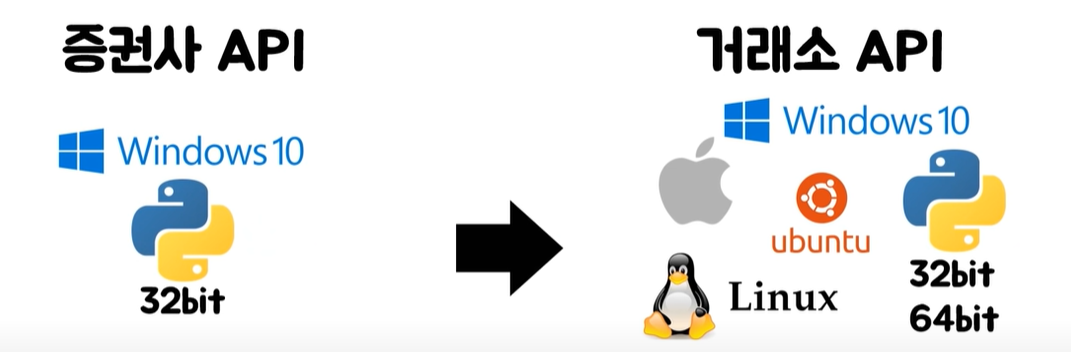 증권사 API
Windows 10
32bit
거래소 API
Windows 10
ubuntu
Linux
32bit
64bit